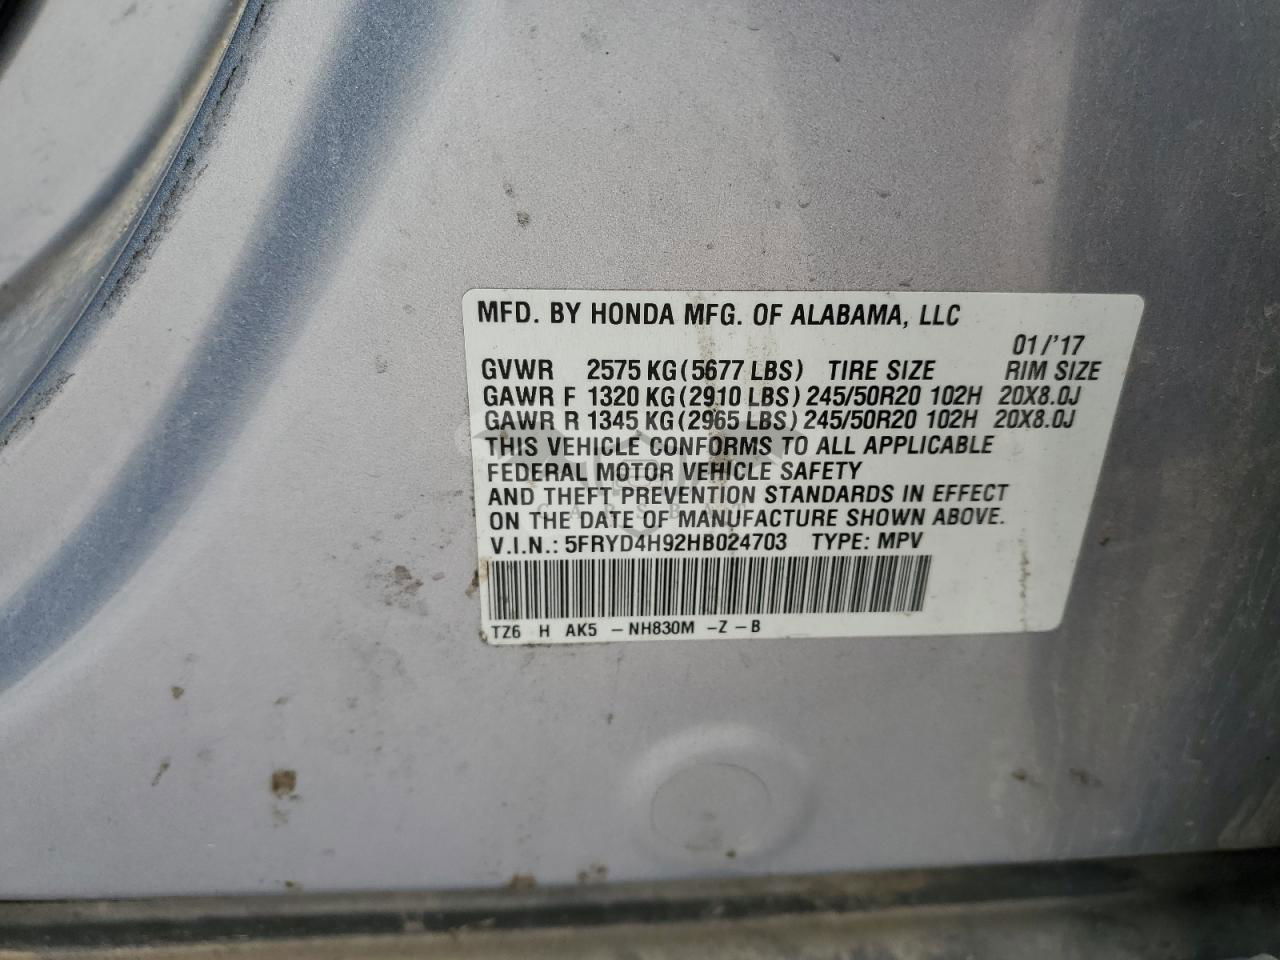 MFD. BY HONDA MFG. OF ALABAMA, LLC
01/'17
GVWR 2575 KG (5677 LBS) TIRE SIZE RIM SIZE
GAWR F 1320 KG (2910 LBS) 245/50R20 102H 20X8.0J
GAWR R 1345 KG (2965 LBS) 245/50R20 102H 20X8.0J
THIS VEHICLE CONFORMS TO ALL APPLICABLE
FEDERAL MOTOR VEHICLE SAFETY
AND THEFT PREVENTION STANDARDS IN EFFECT
ON THE DATE OF MANUFACTURE SHOWN ABOVE.
V.I.N.: 5FRYD4H92HB024703 TYPE: MPV
TZ6 H AK5 -NH830M -Z -B